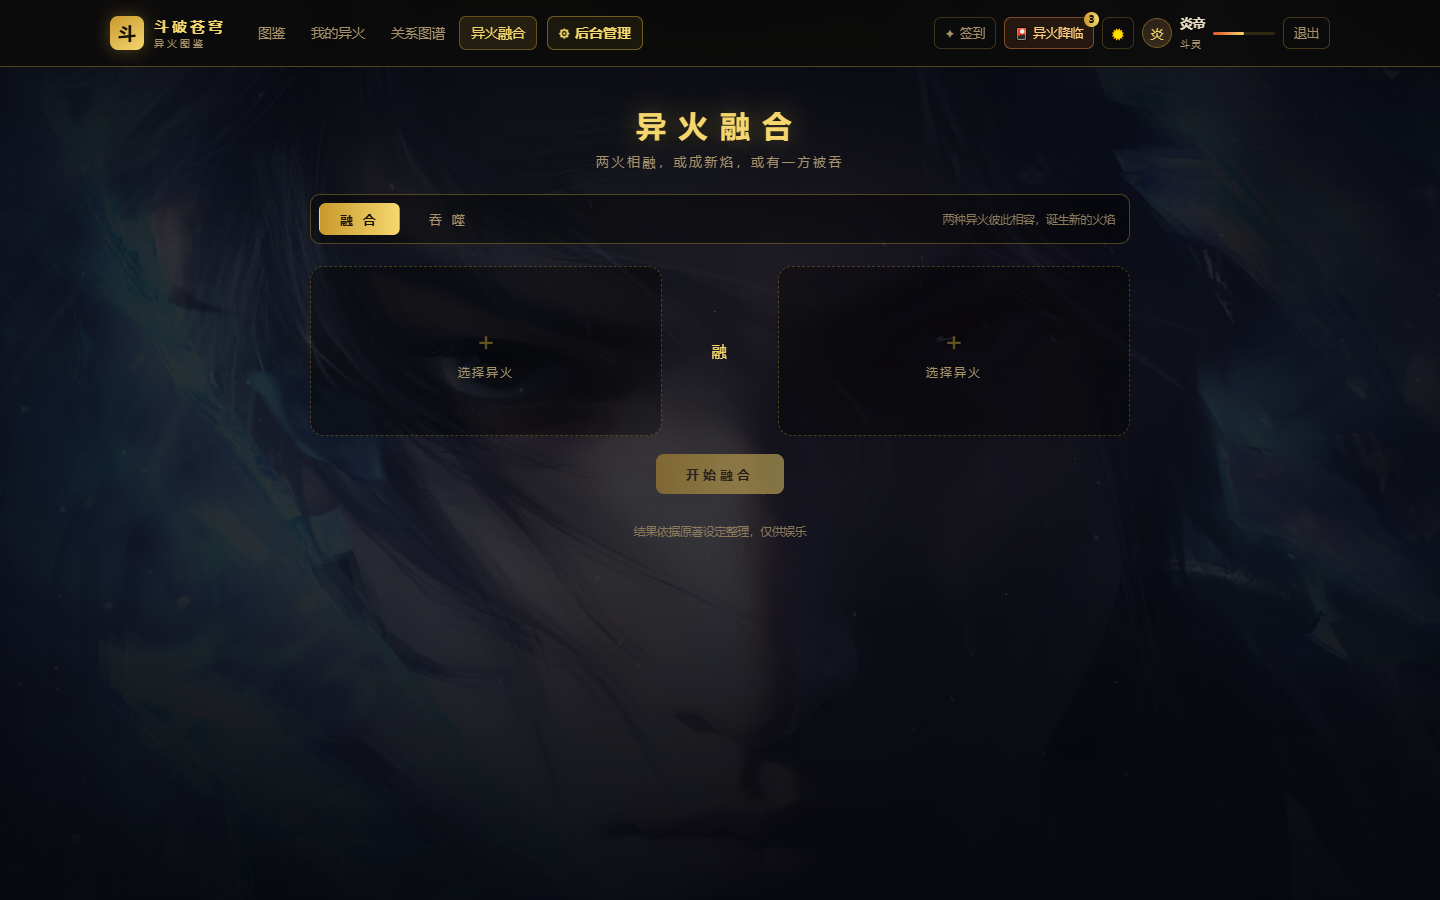 斗 斗破苍穹 图鉴 我的异火 关系图谱 异火融合 后台管理 签到 异火降临 3 炎 炎帝 退出
异火图鉴 斗灵
异火融合
两火相融，或成新焰，或有一方被吞
融合 吞噬 两种异火彼此相容，诞生新的火焰
+ +
融
选择异火 选择异火
开始融合
结果依据原著设定整理，仅供娱乐